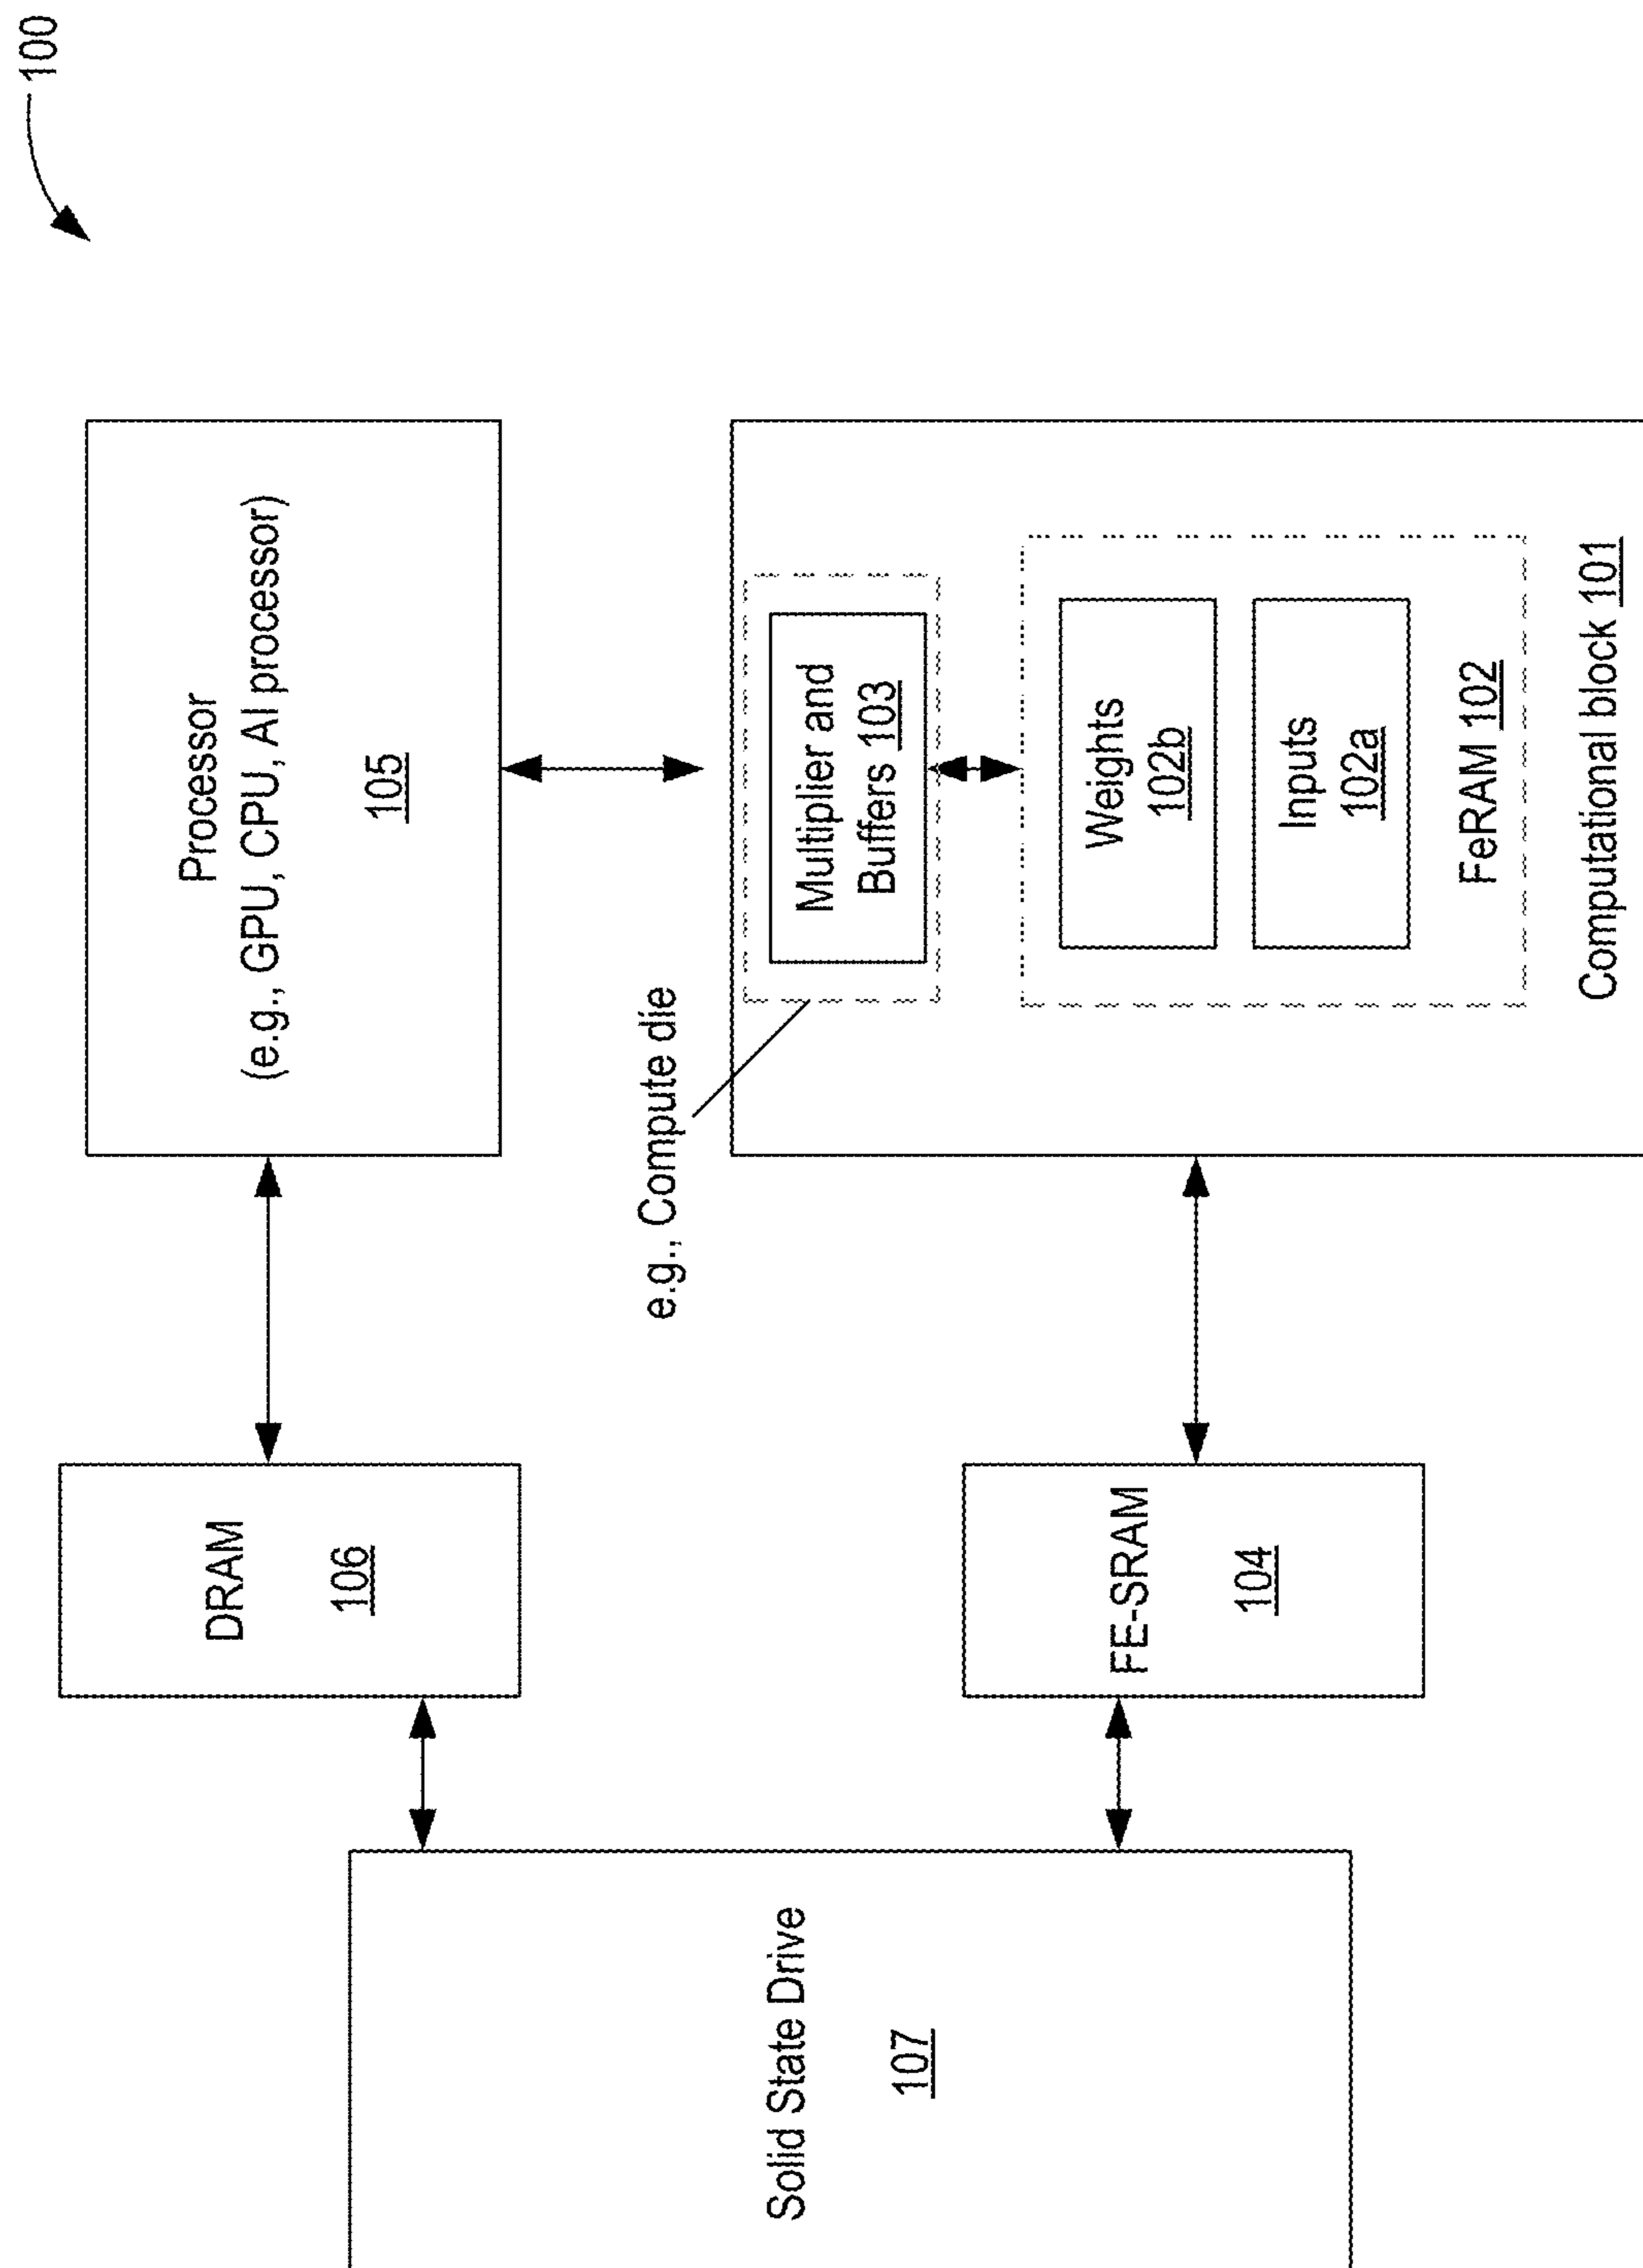 100
Solid State Drive
107
DRAM
106
Processor
(e.g., GPU, CPU, AI processor)
105
FE-SRAM
104
e.g., Compute die
Multiplier and
Buffers 103
Weights
102b
Inputs
102a
FeRAM 102
Computational block 101